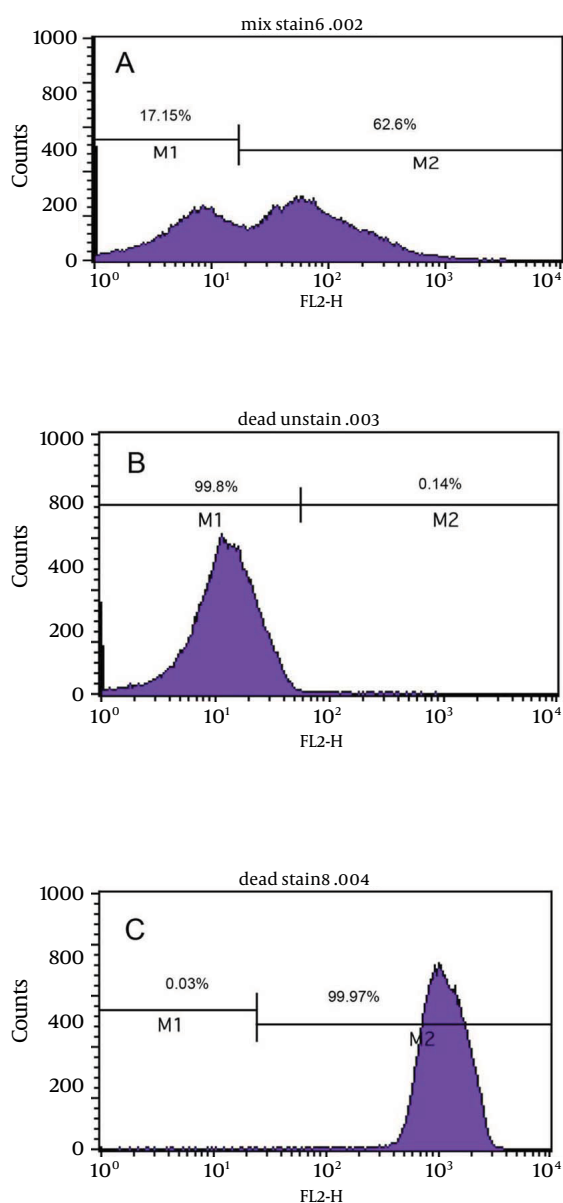 mix stain6 .002
1000
A
800
17.15%
62.6%
M1
M2
400
200
0
Counts
10⁰ 10¹ 10² 10³ 10⁴
FL2-H
dead unstain .003
1000
B
99.8%
0.14%
800
M1
M2
400
200
0
Counts
10⁰ 10¹ 10² 10³ 10⁴
FL2-H
dead stain8 .004
1000
C
800
0.03%
99.97%
M1
M2
400
200
0
Counts
10⁰ 10¹ 10² 10³ 10⁴
FL2-H